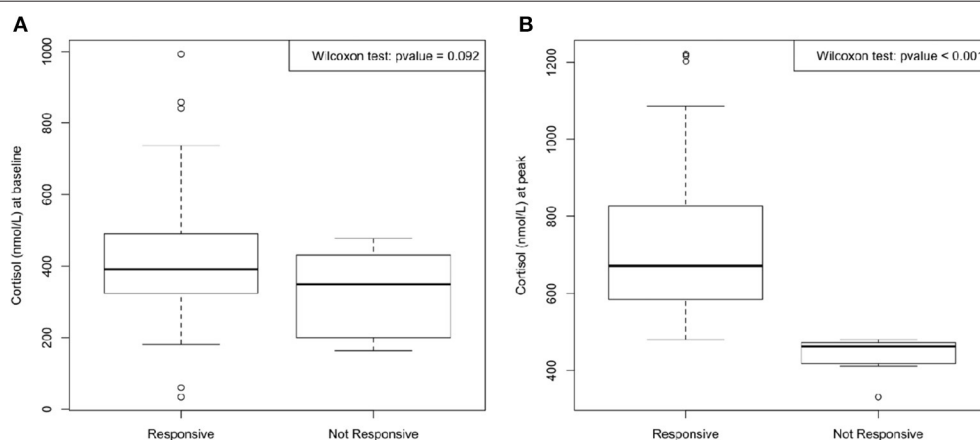 A
Wilcoxon test: pvalue = 0.092
Cortisol (nmol/L) at baseline
1000
800
600
400
200
0
Responsive
Not Responsive
B
Wilcoxon test: pvalue < 0.001
Cortisol (nmol/L) at peak
1200
1000
800
600
400
Responsive
Not Responsive